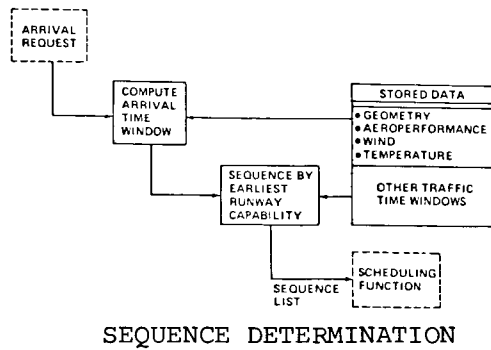 ARRIVAL
REQUEST
COMPUTE
ARRIVAL
TIME
WINDOW
STORED DATA
• GEOMETRY
• AEROPERFORMANCE
• WIND
• TEMPERATURE
OTHER TRAFFIC
TIME WINDOWS
SEQUENCE BY
EARLIEST
RUNWAY
CAPABILITY
SEQUENCE
LIST
SCHEDULING
FUNCTION
SEQUENCE DETERMINATION